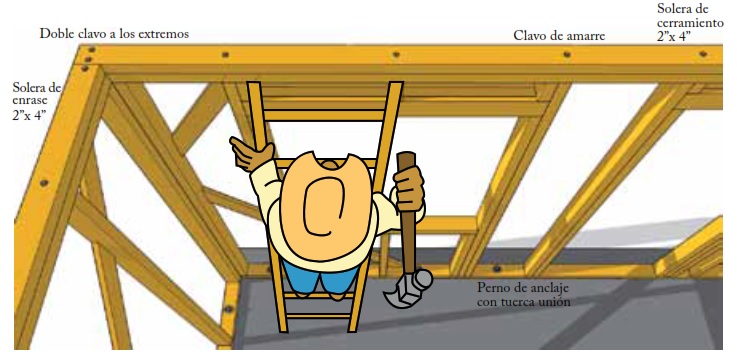 Solera de
cerramiento
2”x 4”
Doble clavo a los extremos
Clavo de amarre
Solera de
enrase
2”x 4”
Perno de anclaje
con tuerca unión